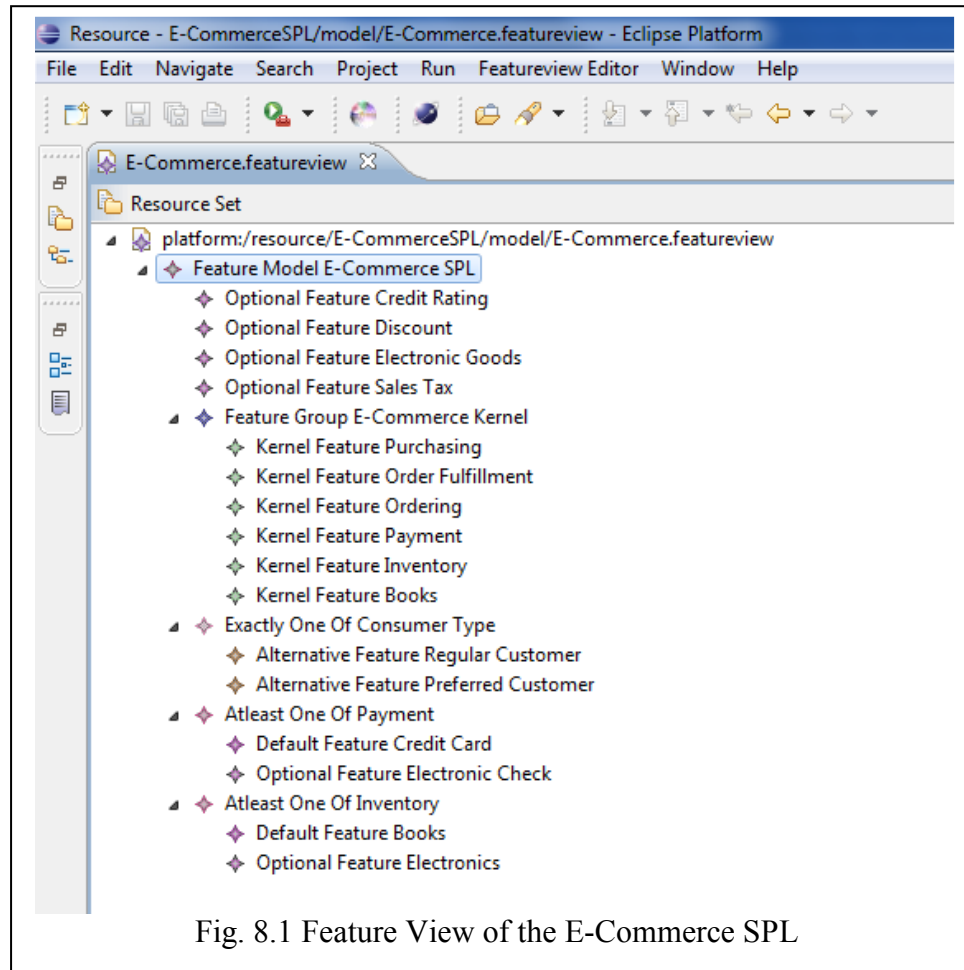 Resource - E-CommerceSPL/model/E-Commerce.featureview - Eclipse Platform
File Edit Navigate Search Project Run Featureview Editor Window Help
E-Commerce.featureview
Resource Set
platform:/resource/E-CommerceSPL/model/E-Commerce.featureview
Feature Model E-Commerce SPL
Optional Feature Credit Rating
Optional Feature Discount
Optional Feature Electronic Goods
Optional Feature Sales Tax
Feature Group E-Commerce Kernel
Kernel Feature Purchasing
Kernel Feature Order Fulfillment
Kernel Feature Ordering
Kernel Feature Payment
Kernel Feature Inventory
Kernel Feature Books
Exactly One Of Consumer Type
Alternative Feature Regular Customer
Alternative Feature Preferred Customer
Atleast One Of Payment
Default Feature Credit Card
Optional Feature Electronic Check
Atleast One Of Inventory
Default Feature Books
Optional Feature Electronics
Fig. 8.1 Feature View of the E-Commerce SPL